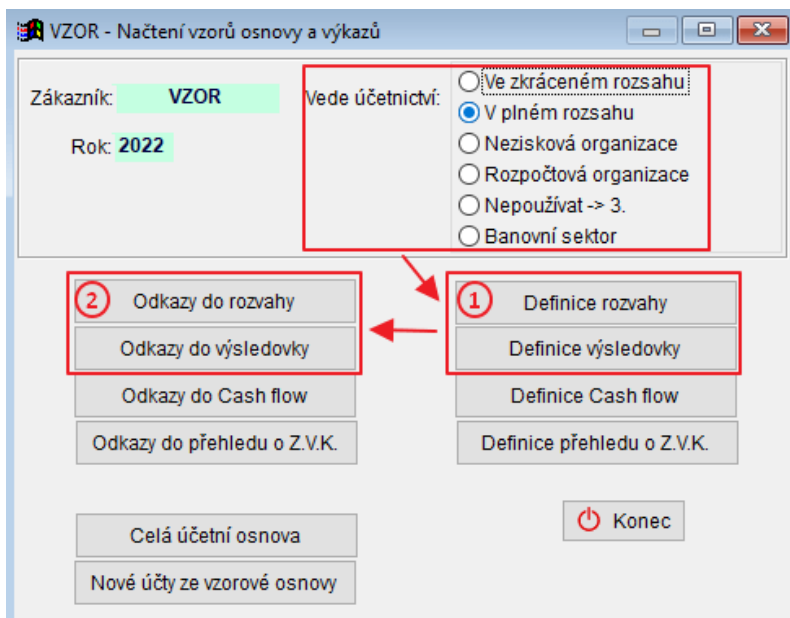 VZOR - Načtení vzorů osnovy a výkazů
Zákazník: VZOR
Rok: 2022
Vede účetnictví:
Ve zkráceném rozsahu
V plném rozsahu
Nezisková organizace
Rozpočtová organizace
Nepoužívat -> 3.
Banovní sektor
2 Odkazy do rozvahy
1 Definice rozvahy
Odkazy do výsledovky
Definice výsledovky
Odkazy do Cash flow
Definice Cash flow
Odkazy do přehledu o Z.V.K.
Definice přehledu o Z.V.K.
Konec
Celá účetní osnova
Nové účty ze vzorové osnovy